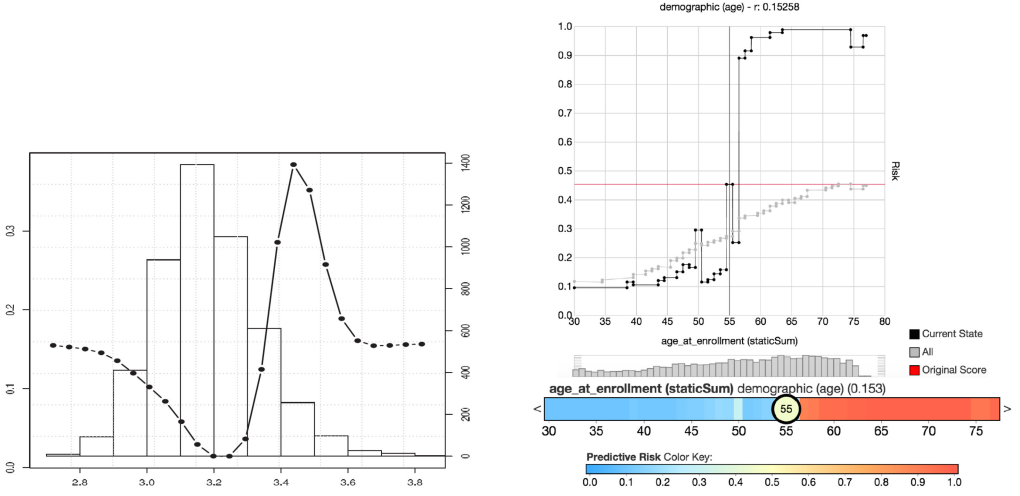 demographic (age) - r: 0.15258
1.0
0.9
0.8
0.7
0.6
0.5
0.4
0.3
0.2
0.1
0.0
Risk
30 35 40 45 50 55 60 65 70 75 80
age_at_enrollment (staticSum)
Current State
All
Original Score
age_at_enrollment (staticSum) demographic (age) (0.153)
< 55 >
30 35 40 45 50 55 60 65 70 75
Predictive Risk Color Key:
0.0 0.1 0.2 0.3 0.4 0.5 0.6 0.7 0.8 0.9 1.0
0.3
0.2
0.1
0.0
1400
1200
1000
800
600
400
200
0
2.8 3.0 3.2 3.4 3.6 3.8